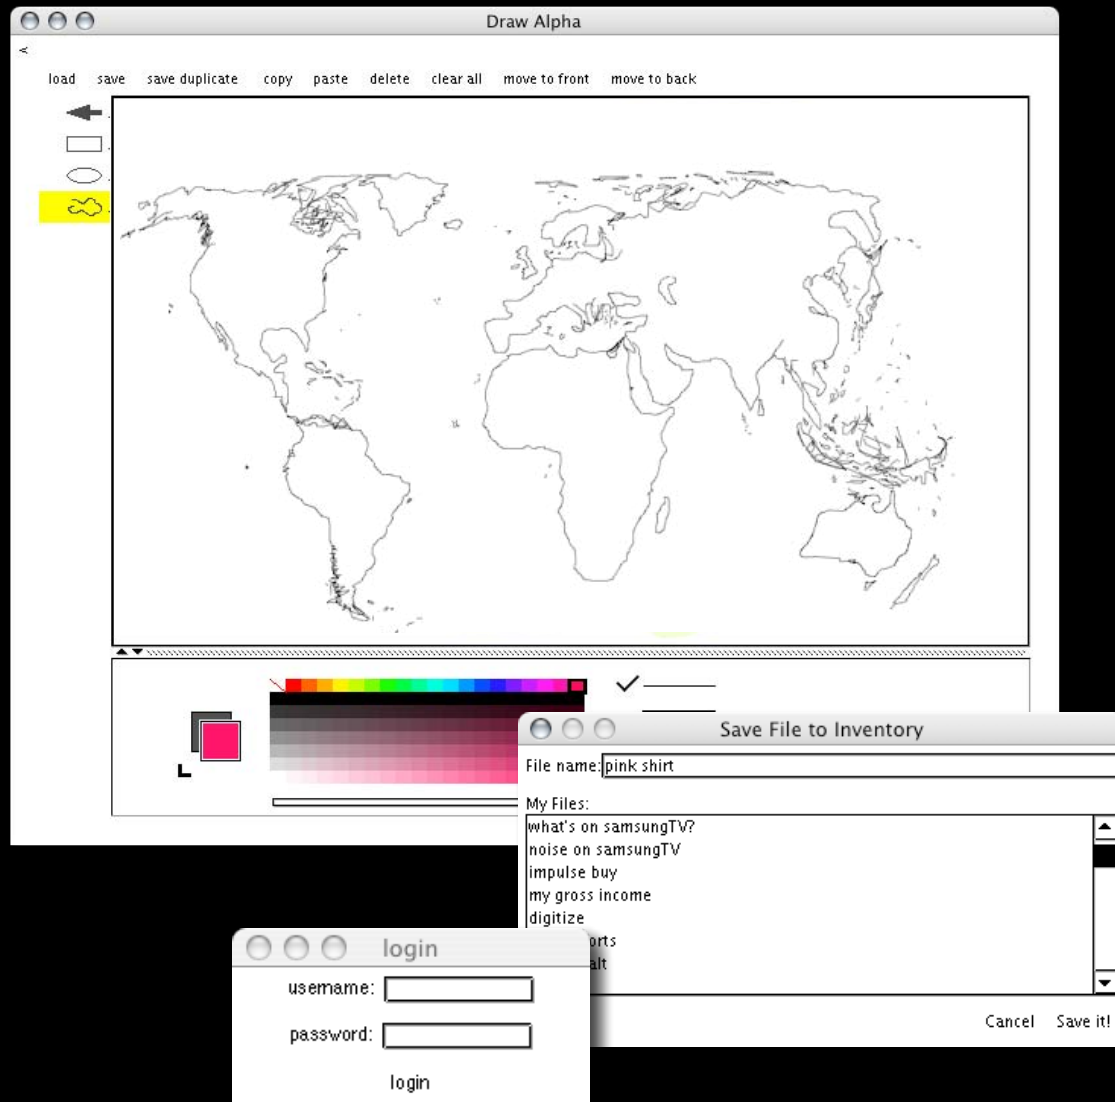 Draw Alpha
<
load save save duplicate copy paste delete clear all move to front move to back
Save File to Inventory
File name: pink shirt
My Files:
what's on samsungTV?
noise on samsungTV
impulse buy
my gross income
digitize
orts
alt
Cancel Save it!
login
username:
password:
login